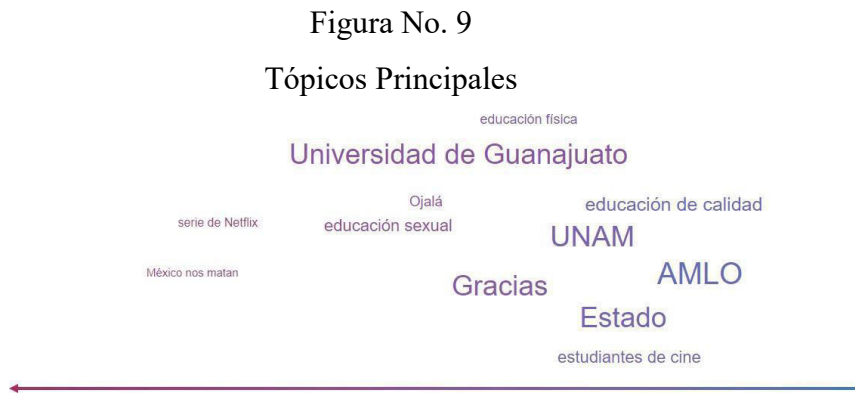 Figura No. 9
Tópicos Principales
educación física
Universidad de Guanajuato
Ojalá
educación de calidad
serie de Netflix
educación sexual
UNAM
México nos matan
AMLO
Gracias
Estado
estudiantes de cine